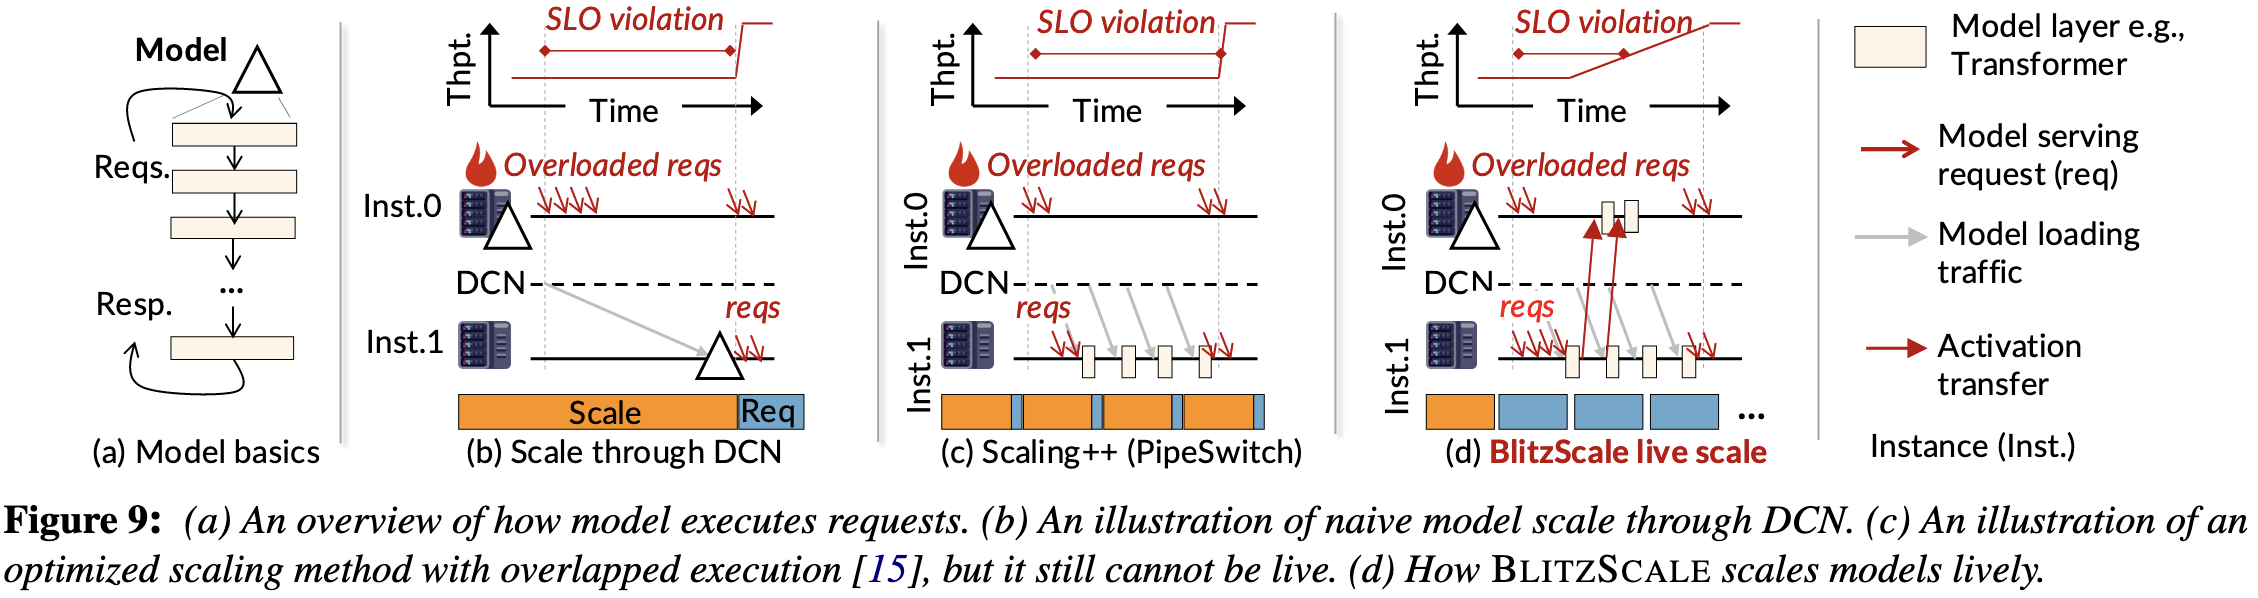 Model
Reqs.
...
Resp.
(a) Model basics
SLO violation
Thpt.
Time
Overloaded reqs
Inst.0
DCN
reqs
Inst.1
Scale
Req
(b) Scale through DCN
SLO violation
Thpt.
Time
Overloaded reqs
Inst.0
DCN
reqs
Inst.1
(c) Scaling++ (PipeSwitch)
SLO violation
Thpt.
Time
Overloaded reqs
Inst.0
DCN
reqs
Inst.1
...
(d) BlitzScale live scale
Model layer e.g.,
Transformer
Model serving
request (req)
Model loading
traffic
Activation
transfer
Instance (Inst.)
Figure 9: (a) An overview of how model executes requests. (b) An illustration of naive model scale through DCN. (c) An illustration of an
optimized scaling method with overlapped execution [15], but it still cannot be live. (d) How BLITZSCALE scales models lively.